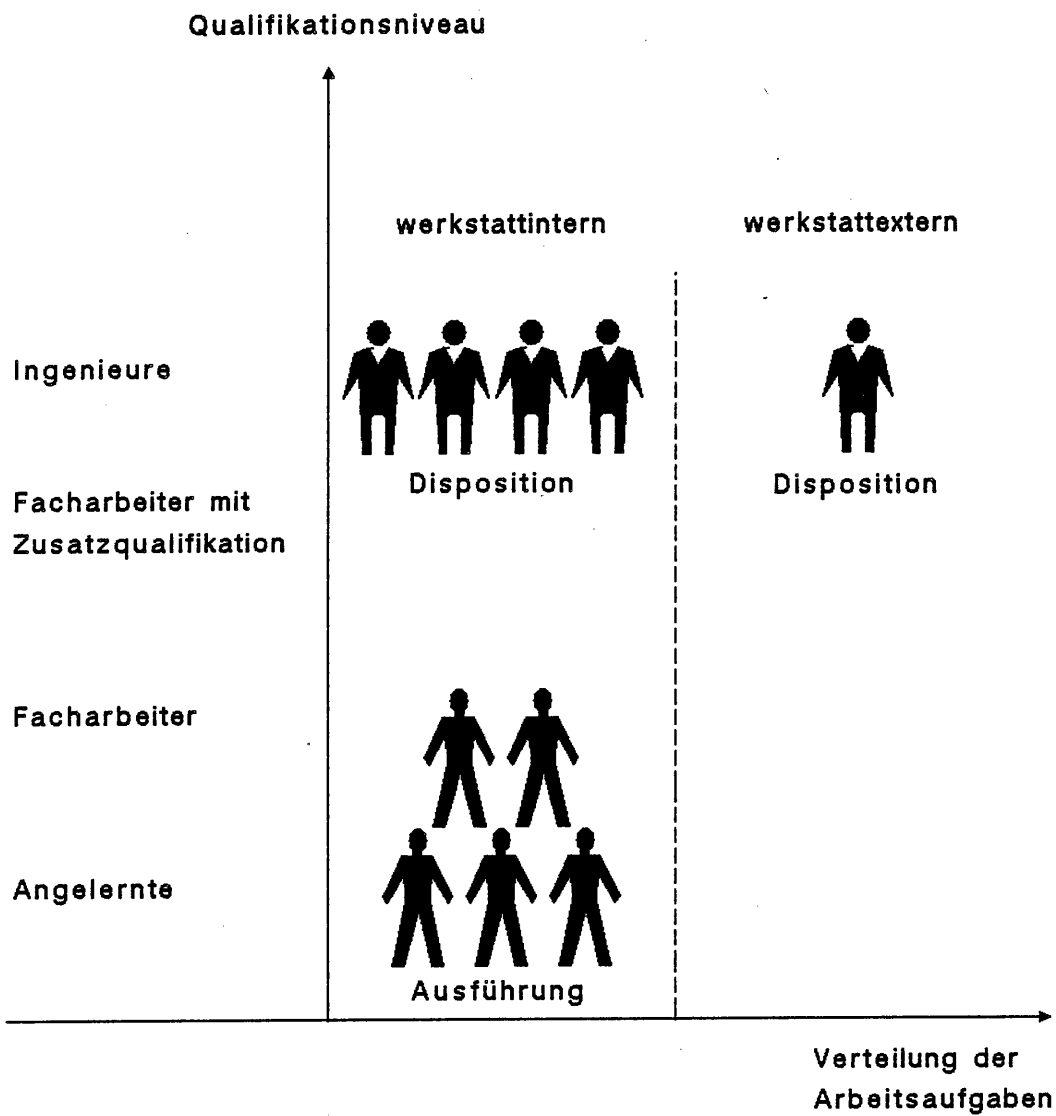 Qualifikationsniveau
werkstattintern
werkstattextern
Ingenieure
Disposition
Disposition
Facharbeiter mit
Zusatzqualifikation
Facharbeiter
Angelernte
Ausführung
Verteilung der
Arbeitsaufgaben